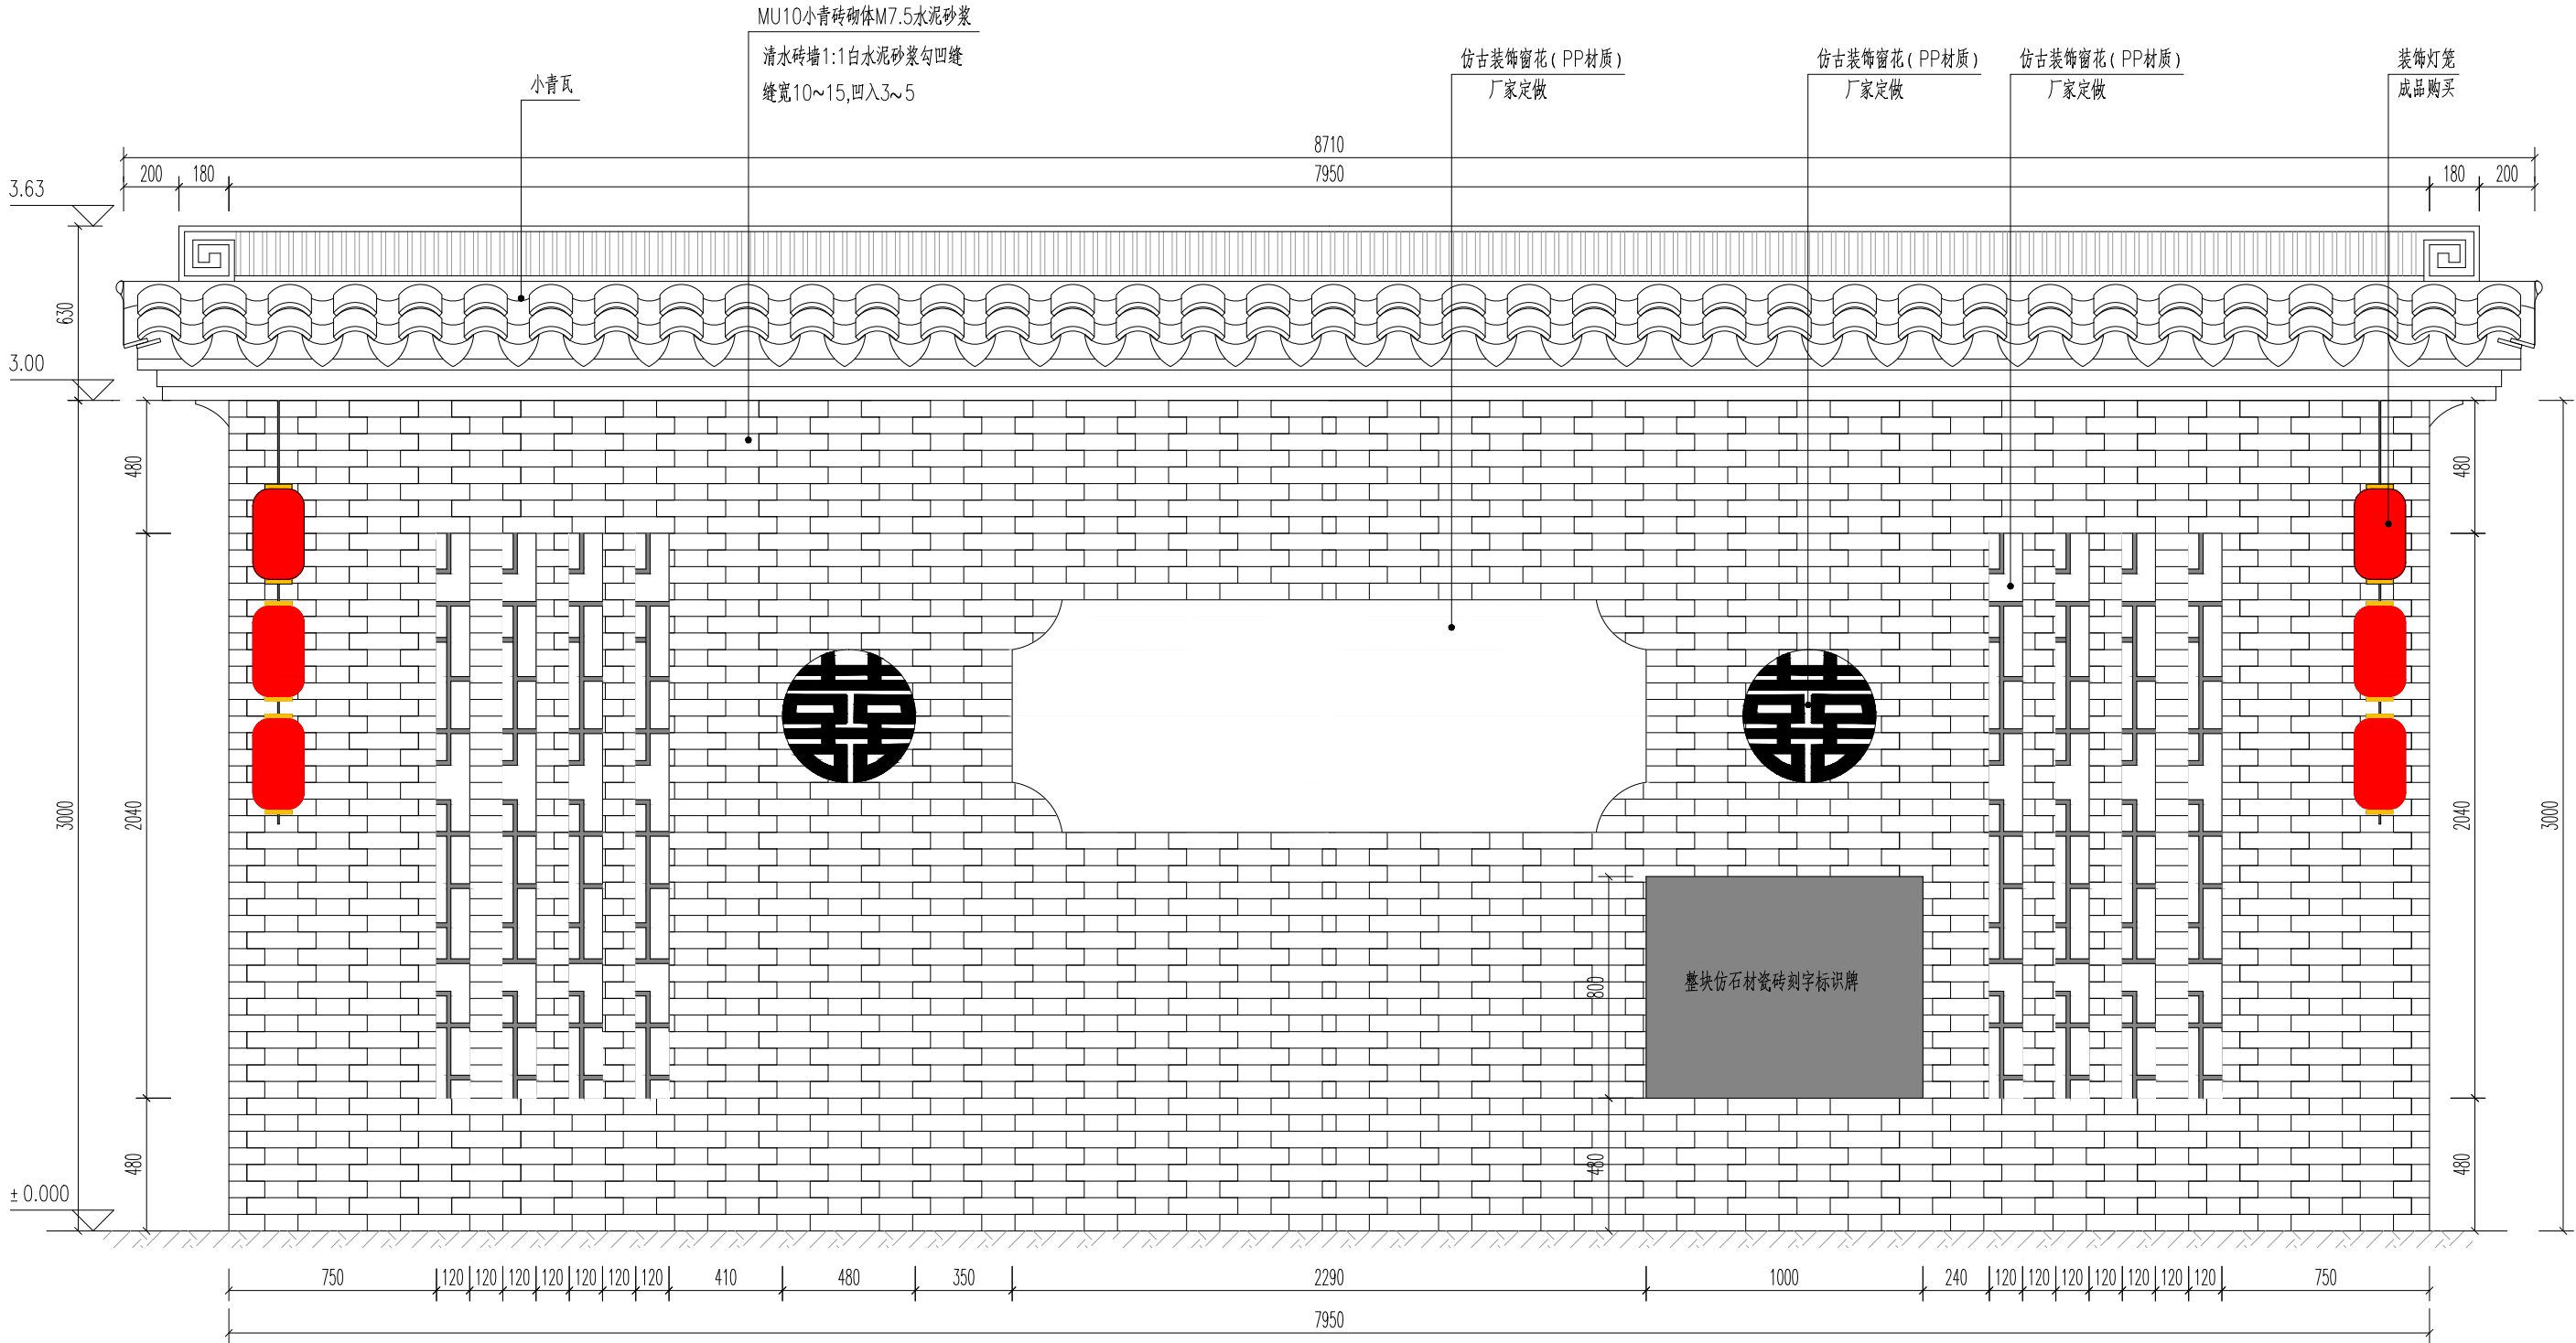 MU10小青砖砌体M7.5水泥砂浆
清水砖墙1:1白水泥砂浆勾凹缝
缝宽10~15,凹入3~5
小青瓦
仿古装饰窗花(PP材质)
厂家定做
仿古装饰窗花(PP材质)
厂家定做
仿古装饰窗花(PP材质)
厂家定做
装饰灯笼
成品购买
8710
200 180 7950 180 200
3.63
630
3.00
480
2040
480
3000
±0.000
480
2040
480
3000
800
480
整块仿石材瓷砖刻字标识牌
囍
囍
750 120 120 120 120 120 120 120 410 480 350 2290 1000 240 120 120 120 120 120 120 120 750
7950